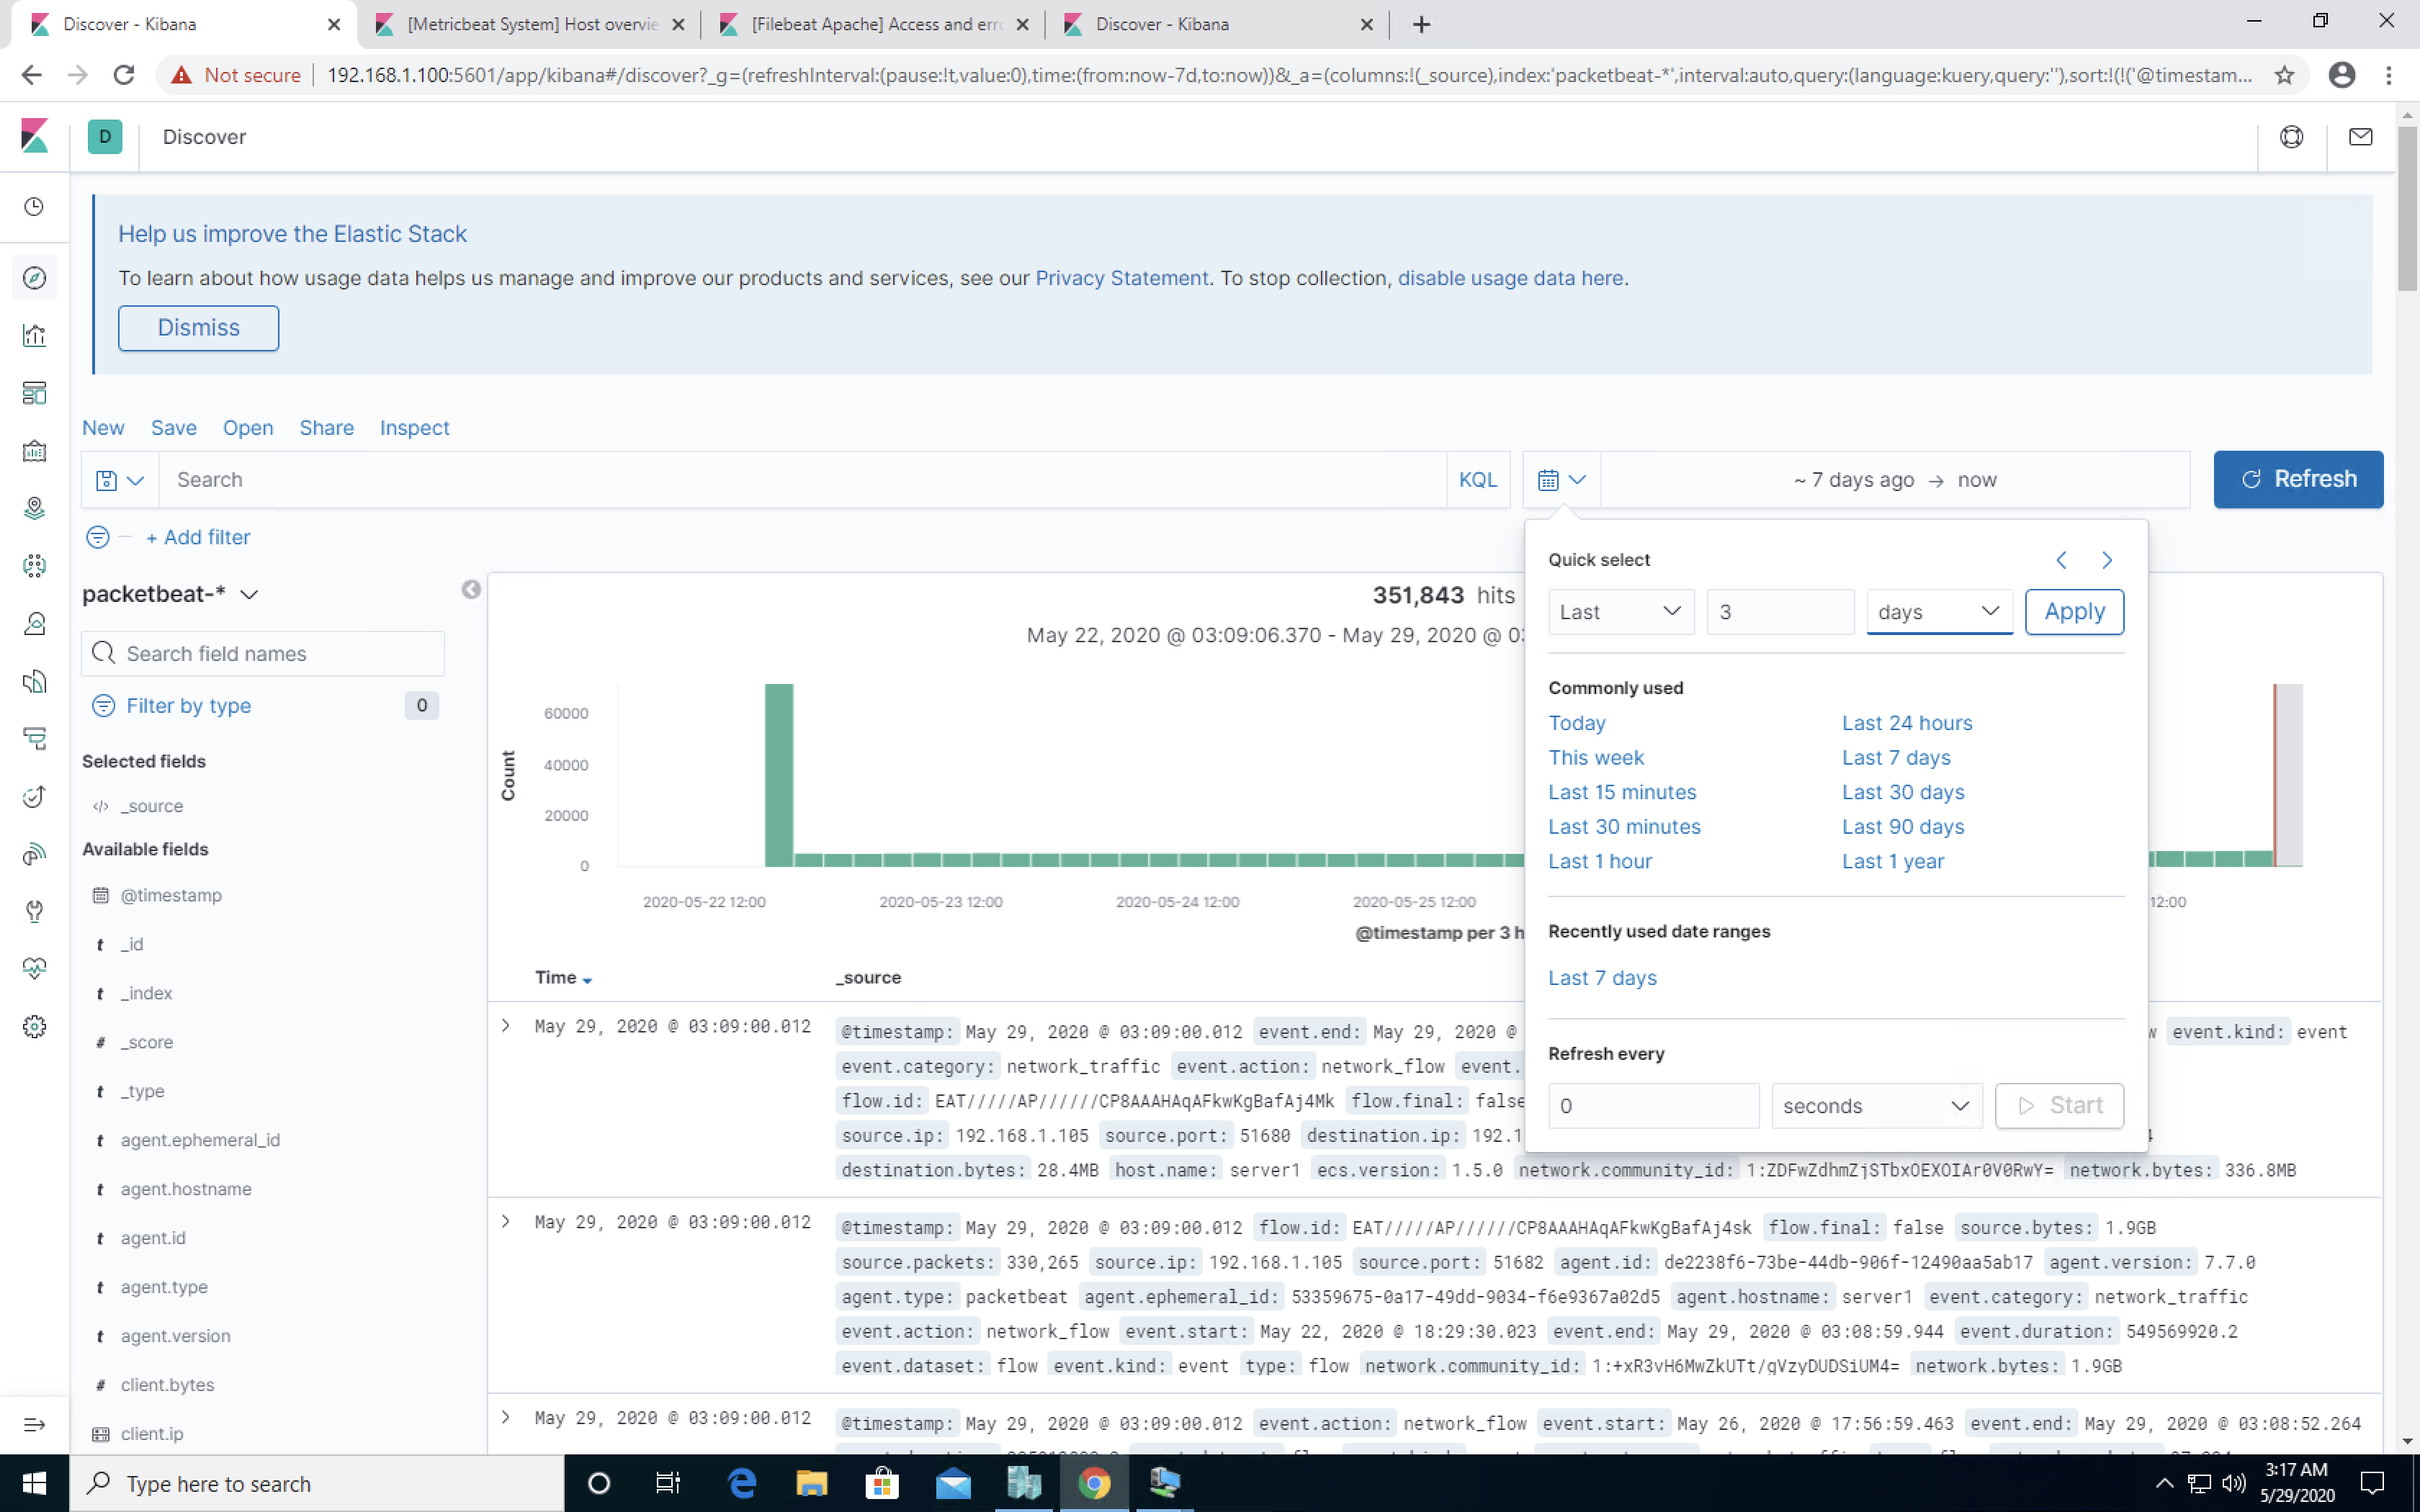 Discover - Kibana
[Metricbeat System] Host overvie
[Filebeat Apache] Access and erro
Discover - Kibana
Not secure
192.168.1.100:5601/app/kibana#/discover?_g=(refreshInterval:(pause:!t,value:0),time:(from:now-7d,to:now))&_a=(columns:!(_source),index:'packetbeat-*',interval:auto,query:(language:kuery,query:''),sort:!(!('@timestam...
D
Discover
Help us improve the Elastic Stack
To learn about how usage data helps us manage and improve our products and services, see our Privacy Statement. To stop collection, disable usage data here.
Dismiss
New Save Open Share Inspect
Search
KQL
~ 7 days ago → now
Refresh
+ Add filter
packetbeat-*
Search field names
Filter by type
0
Selected fields
_source
Available fields
@timestamp
t _id
t _index
# _score
t _type
t agent.ephemeral_id
t agent.hostname
t agent.id
t agent.type
t agent.version
# client.bytes
client.ip
351,843 hits
May 22, 2020 @ 03:09:06.370 - May 29, 2020 @ 03
Count
60000
40000
20000
0
2020-05-22 12:00
2020-05-23 12:00
2020-05-24 12:00
2020-05-25 12:00
12:00
@timestamp per 3 h
Quick select
Last
3
days
Apply
Commonly used
Today
Last 24 hours
This week
Last 7 days
Last 15 minutes
Last 30 days
Last 30 minutes
Last 90 days
Last 1 hour
Last 1 year
Recently used date ranges
Last 7 days
Refresh every
0
seconds
Start
Time
_source
May 29, 2020 @ 03:09:00.012
@timestamp: May 29, 2020 @ 03:09:00.012 event.end: May 29, 2020 @ w event.kind: event
event.category: network_traffic event.action: network_flow event.
flow.id: EAT/////AP//////CP8AAAHAqAFkwKgBafAj4Mk flow.final: false
source.ip: 192.168.1.105 source.port: 51680 destination.ip: 192.1
destination.bytes: 28.4MB host.name: server1 ecs.version: 1.5.0 network.community_id: 1:ZDFwZdhmZjSTbxOEXOIAr0V0RwY= network.bytes: 336.8MB
May 29, 2020 @ 03:09:00.012
@timestamp: May 29, 2020 @ 03:09:00.012 flow.id: EAT/////AP//////CP8AAAHAqAFkwKgBafAj4sk flow.final: false source.bytes: 1.9GB
source.packets: 330,265 source.ip: 192.168.1.105 source.port: 51682 agent.id: de2238f6-73be-44db-906f-12490aa5ab17 agent.version: 7.7.0
agent.type: packetbeat agent.ephemeral_id: 53359675-0a17-49dd-9034-f6e9367a02d5 agent.hostname: server1 event.category: network_traffic
event.action: network_flow event.start: May 22, 2020 @ 18:29:30.023 event.end: May 29, 2020 @ 03:08:59.944 event.duration: 549569920.2
event.dataset: flow event.kind: event type: flow network.community_id: 1:+xR3vH6MwZkUTt/gVzyDUDSiUM4= network.bytes: 1.9GB
May 29, 2020 @ 03:09:00.012
@timestamp: May 29, 2020 @ 03:09:00.012 event.action: network_flow event.start: May 26, 2020 @ 17:56:59.463 event.end: May 29, 2020 @ 03:08:52.264
Type here to search
3:17 AM
5/29/2020